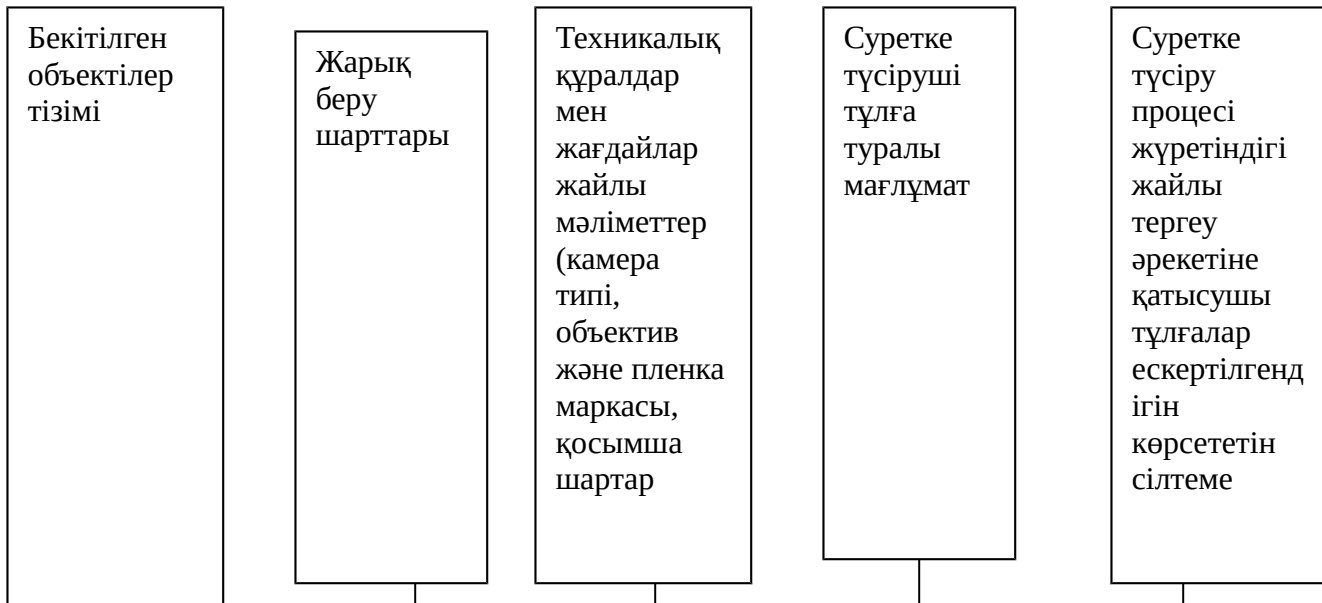 Бекітілген
объектілер
тізімі
Жарық
беру
шарттары
Техникалық
құралдар
мен
жағдайлар
жайлы
мәліметтер
(камера
типі,
объектив
және пленка
маркасы,
қосымша
шартар
Суретке
түсіруші
тұлға
туралы
мағлұмат
Суретке
түсіру
процесі
жүретіндігі
жайлы
тергеу
әрекетіне
қатысушы
тұлғалар
ескертілгенд
ігін
көрсететін
сілтеме